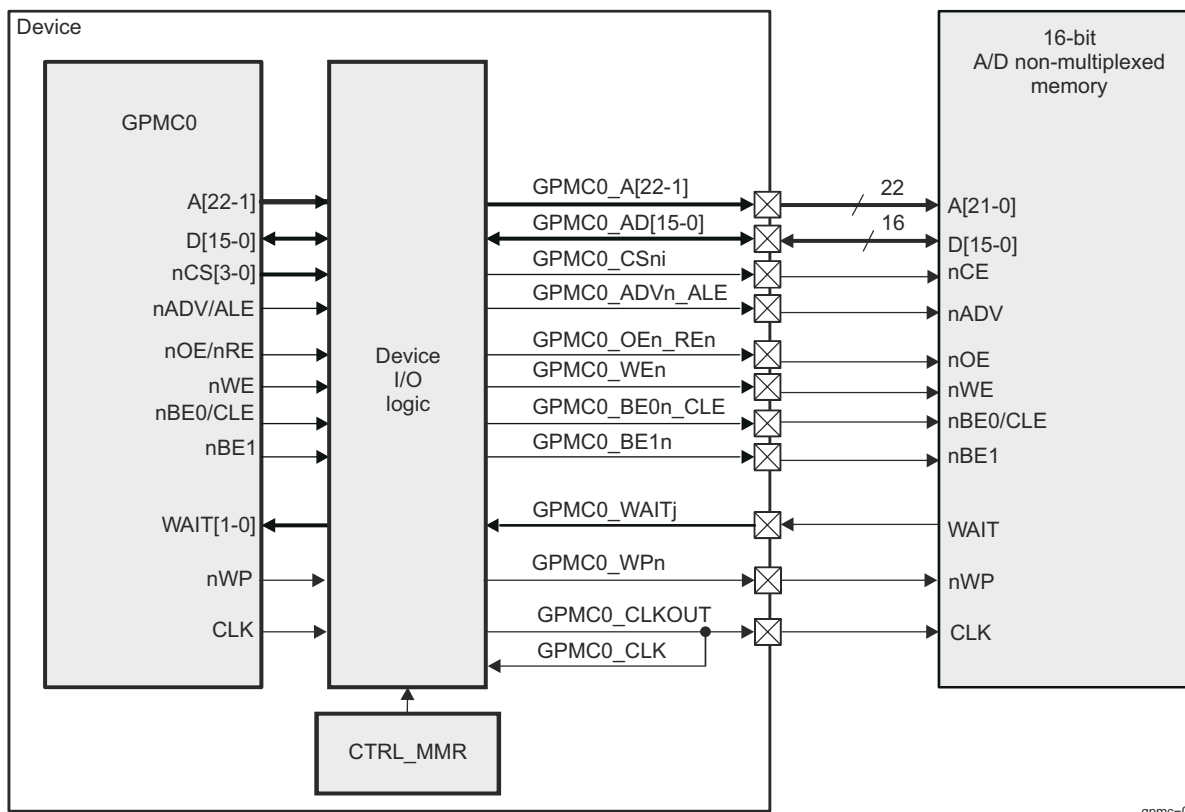 Device
16-bit
A/D non-multiplexed
memory
GPMC0
A[22-1]
D[15-0]
nCS[3-0]
nADV/ALE
nOE/nRE
nWE
nBE0/CLE
nBE1
WAIT[1-0]
nWP
CLK
Device
I/O
logic
GPMC0_A[22-1]
GPMC0_AD[15-0]
GPMC0_CSni
GPMC0_ADVn_ALE
GPMC0_OEn_REn
GPMC0_WEn
GPMC0_BE0n_CLE
GPMC0_BE1n
GPMC0_WAITj
GPMC0_WPn
GPMC0_CLKOUT
GPMC0_CLK
22
16
A[21-0]
D[15-0]
nCE
nADV
nOE
nWE
nBE0/CLE
nBE1
WAIT
nWP
CLK
CTRL_MMR